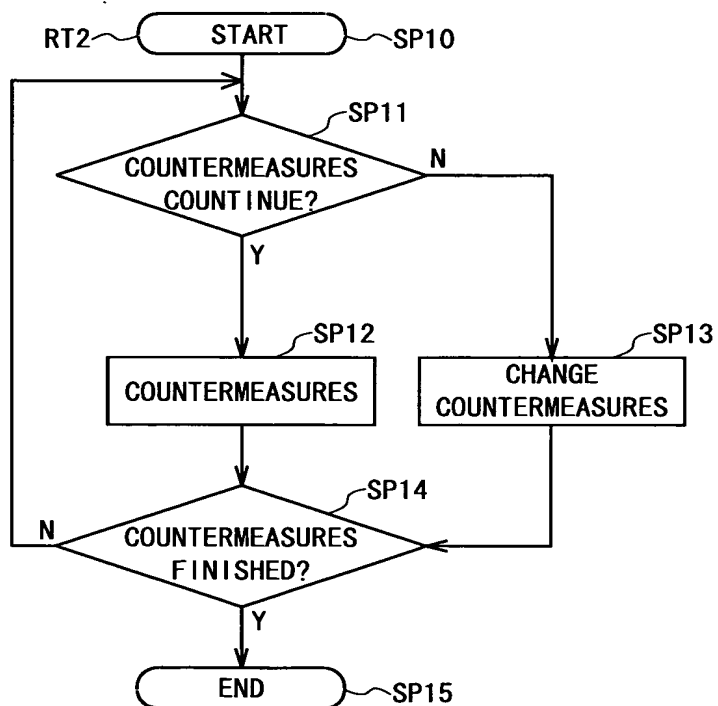 RT2 START SP10
SP11
COUNTERMEASURES
COUNTINUE?
N
Y
SP12
COUNTERMEASURES
SP13
CHANGE
COUNTERMEASURES
SP14
N
COUNTERMEASURES
FINISHED?
Y
END SP15